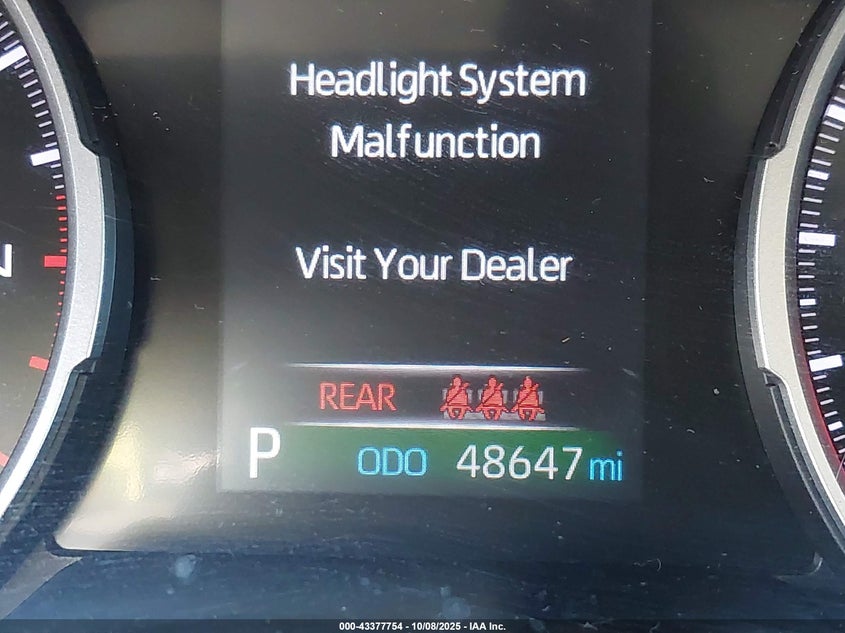 Headlight System
Malfunction
Visit Your Dealer
REAR
P ODO 48647 mi
000-43377754 - 10/08/2025 - IAA Inc.